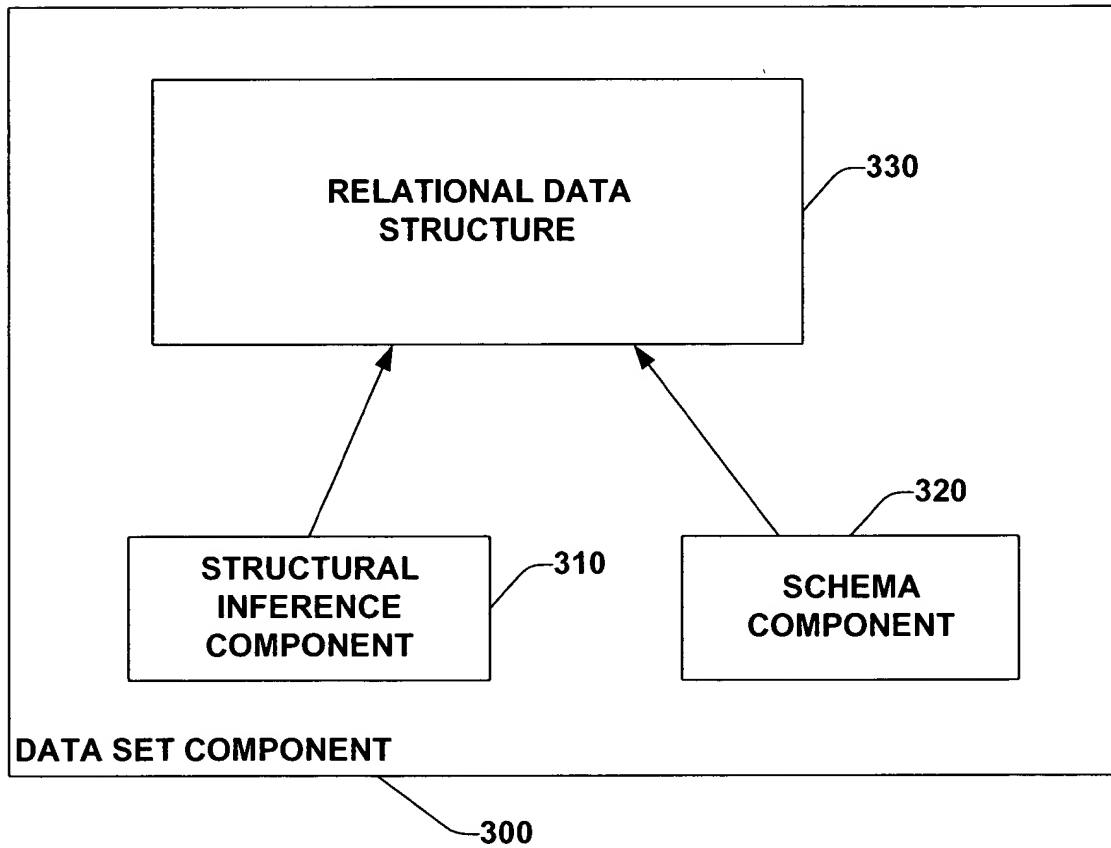 RELATIONAL DATA
STRUCTURE
330
320
STRUCTURAL
INFERENCE
COMPONENT
310
SCHEMA
COMPONENT
DATA SET COMPONENT
300